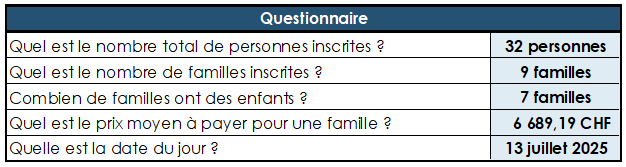 Questionnaire
Quel est le nombre total de personnes inscrites ? 32 personnes
Quel est le nombre de familles inscrites ? 9 familles
Combien de familles ont des enfants ? 7 familles
Quel est le prix moyen à payer pour une famille ? 6 689,19 CHF
Quelle est la date du jour ? 13 juillet 2025